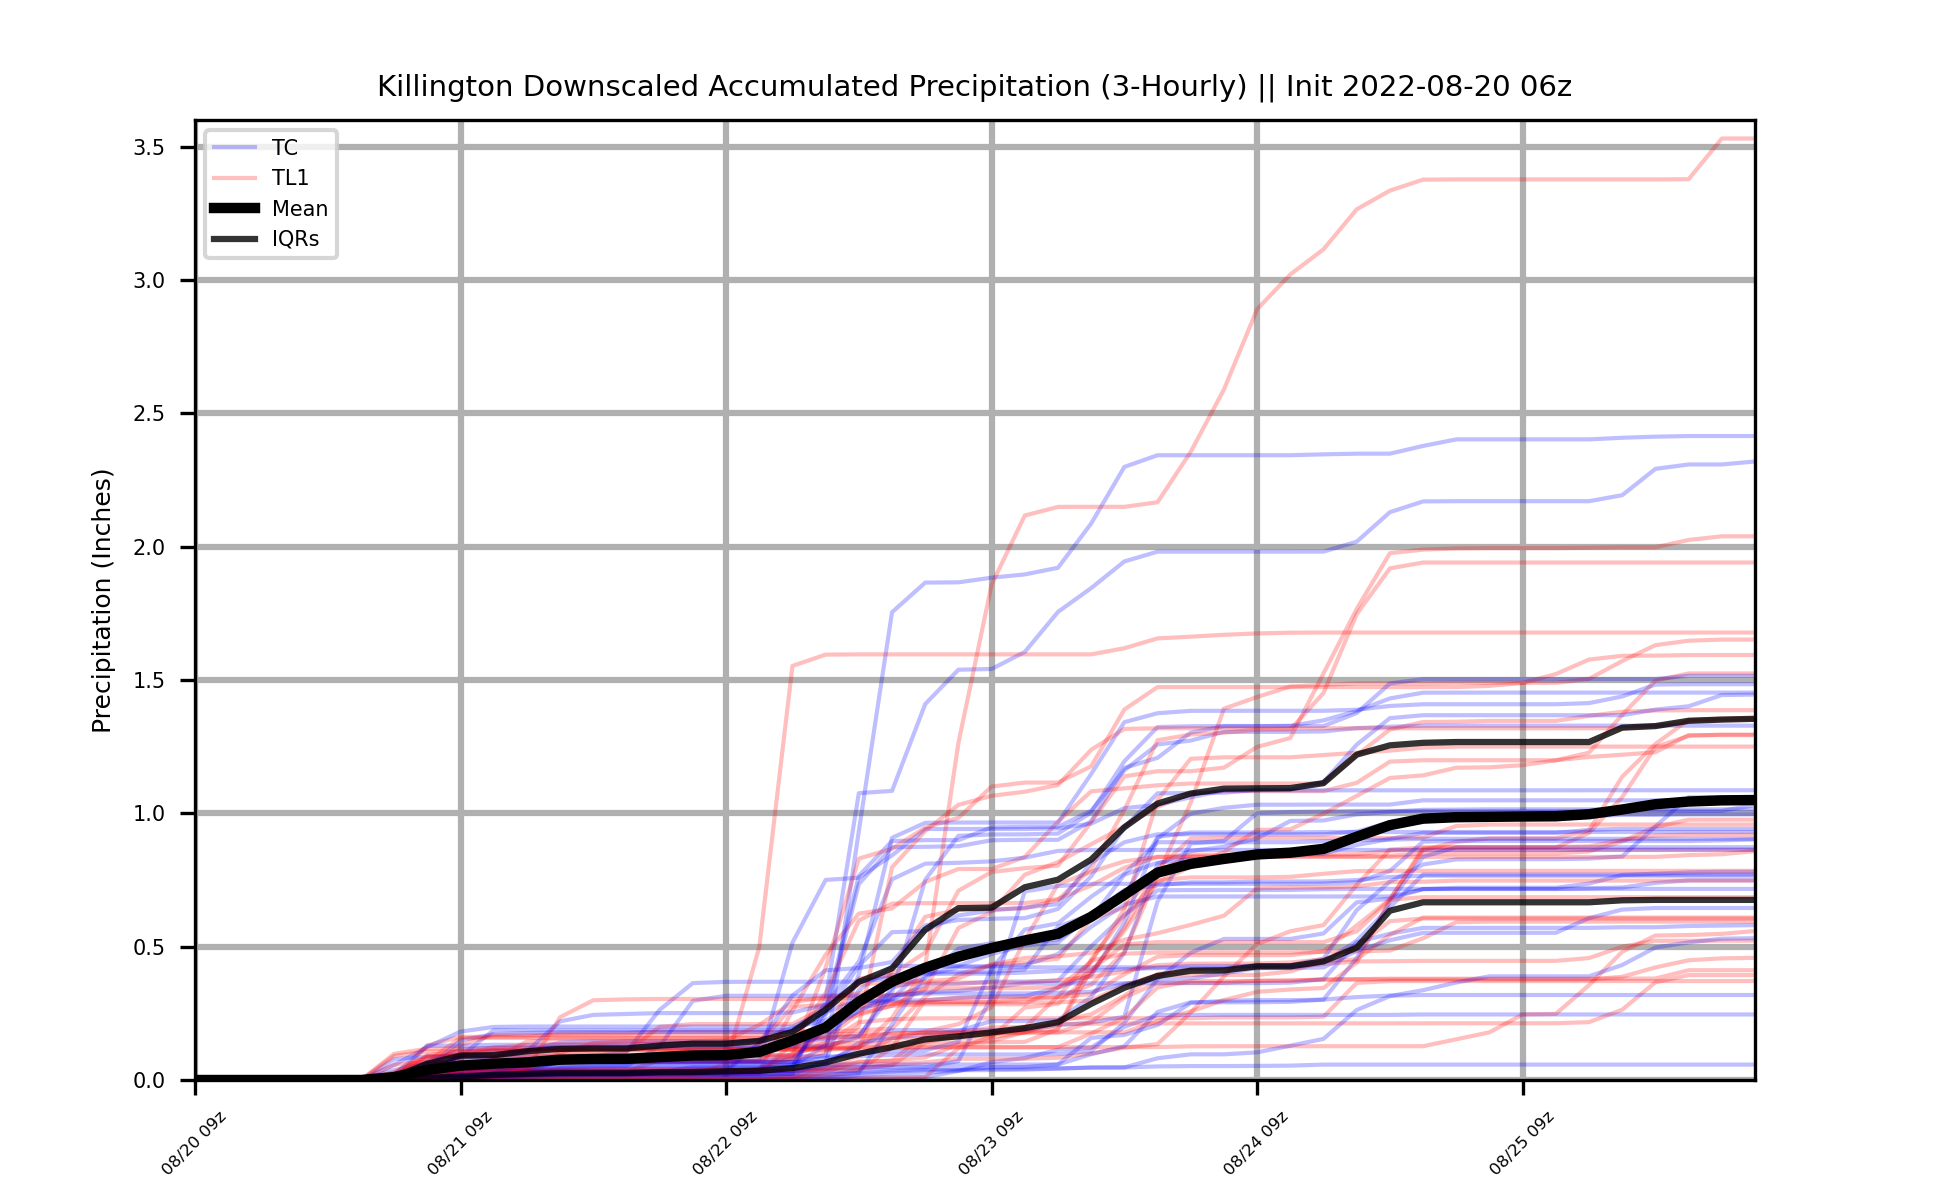 Killington Downscaled Accumulated Precipitation (3-Hourly) || Init 2022-08-20 06z
TC
TL1
Mean
IQRs
Precipitation (Inches)
3.5
3.0
2.5
2.0
1.5
1.0
0.5
0.0
08/20 09z
08/21 09z
08/22 09z
08/23 09z
08/24 09z
08/25 09z